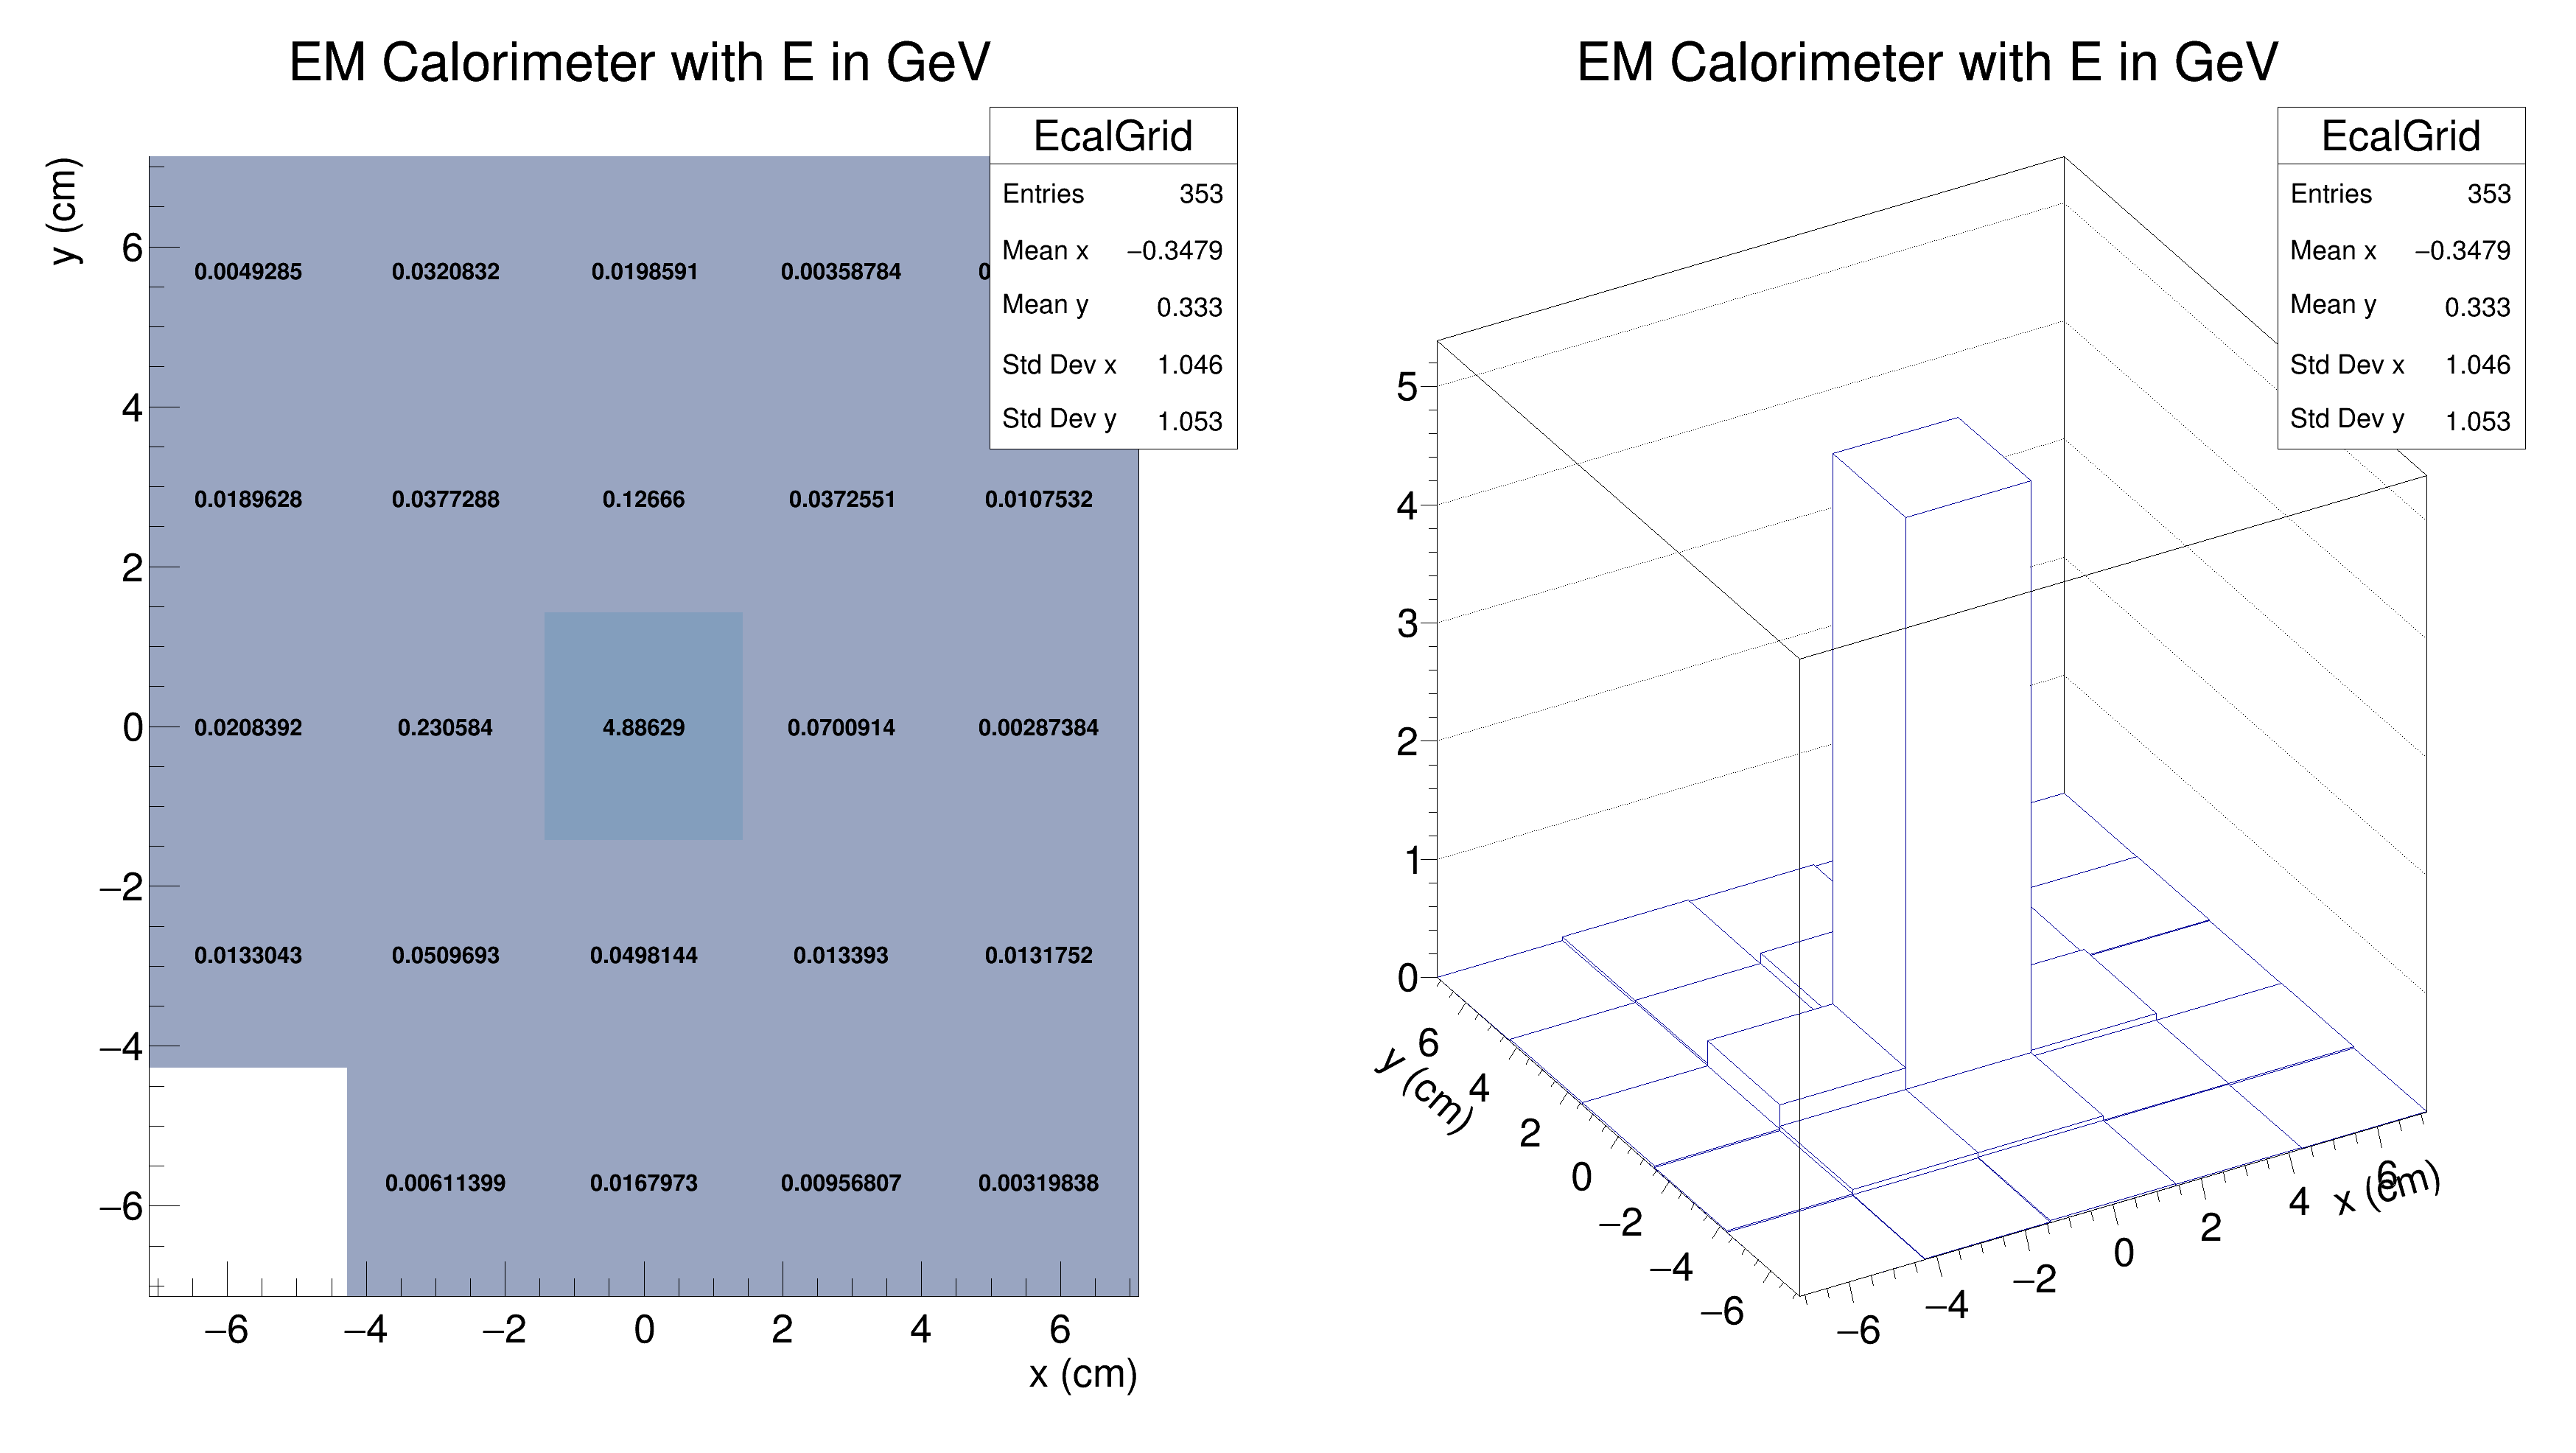 EM Calorimeter with E in GeV
EcalGrid
Entries 353
Mean x −0.3479
Mean y 0.333
Std Dev x 1.046
Std Dev y 1.053
y (cm)
6
4
2
0
−2
−4
−6
0.0049285 0.0320832 0.0198591 0.00358784
0.0189628 0.0377288 0.12666 0.0372551 0.0107532
0.0208392 0.230584 4.88629 0.0700914 0.00287384
0.0133043 0.0509693 0.0498144 0.013393 0.0131752
0.00611399 0.0167973 0.00956807 0.00319838
−6 −4 −2 0 2 4 6
x (cm)
EM Calorimeter with E in GeV
EcalGrid
Entries 353
Mean x −0.3479
Mean y 0.333
Std Dev x 1.046
Std Dev y 1.053
5
4
3
2
1
0
y (cm)
6
4
2
0
−2
−4
−6
−6 −4 −2 0 2 4 6
x (cm)